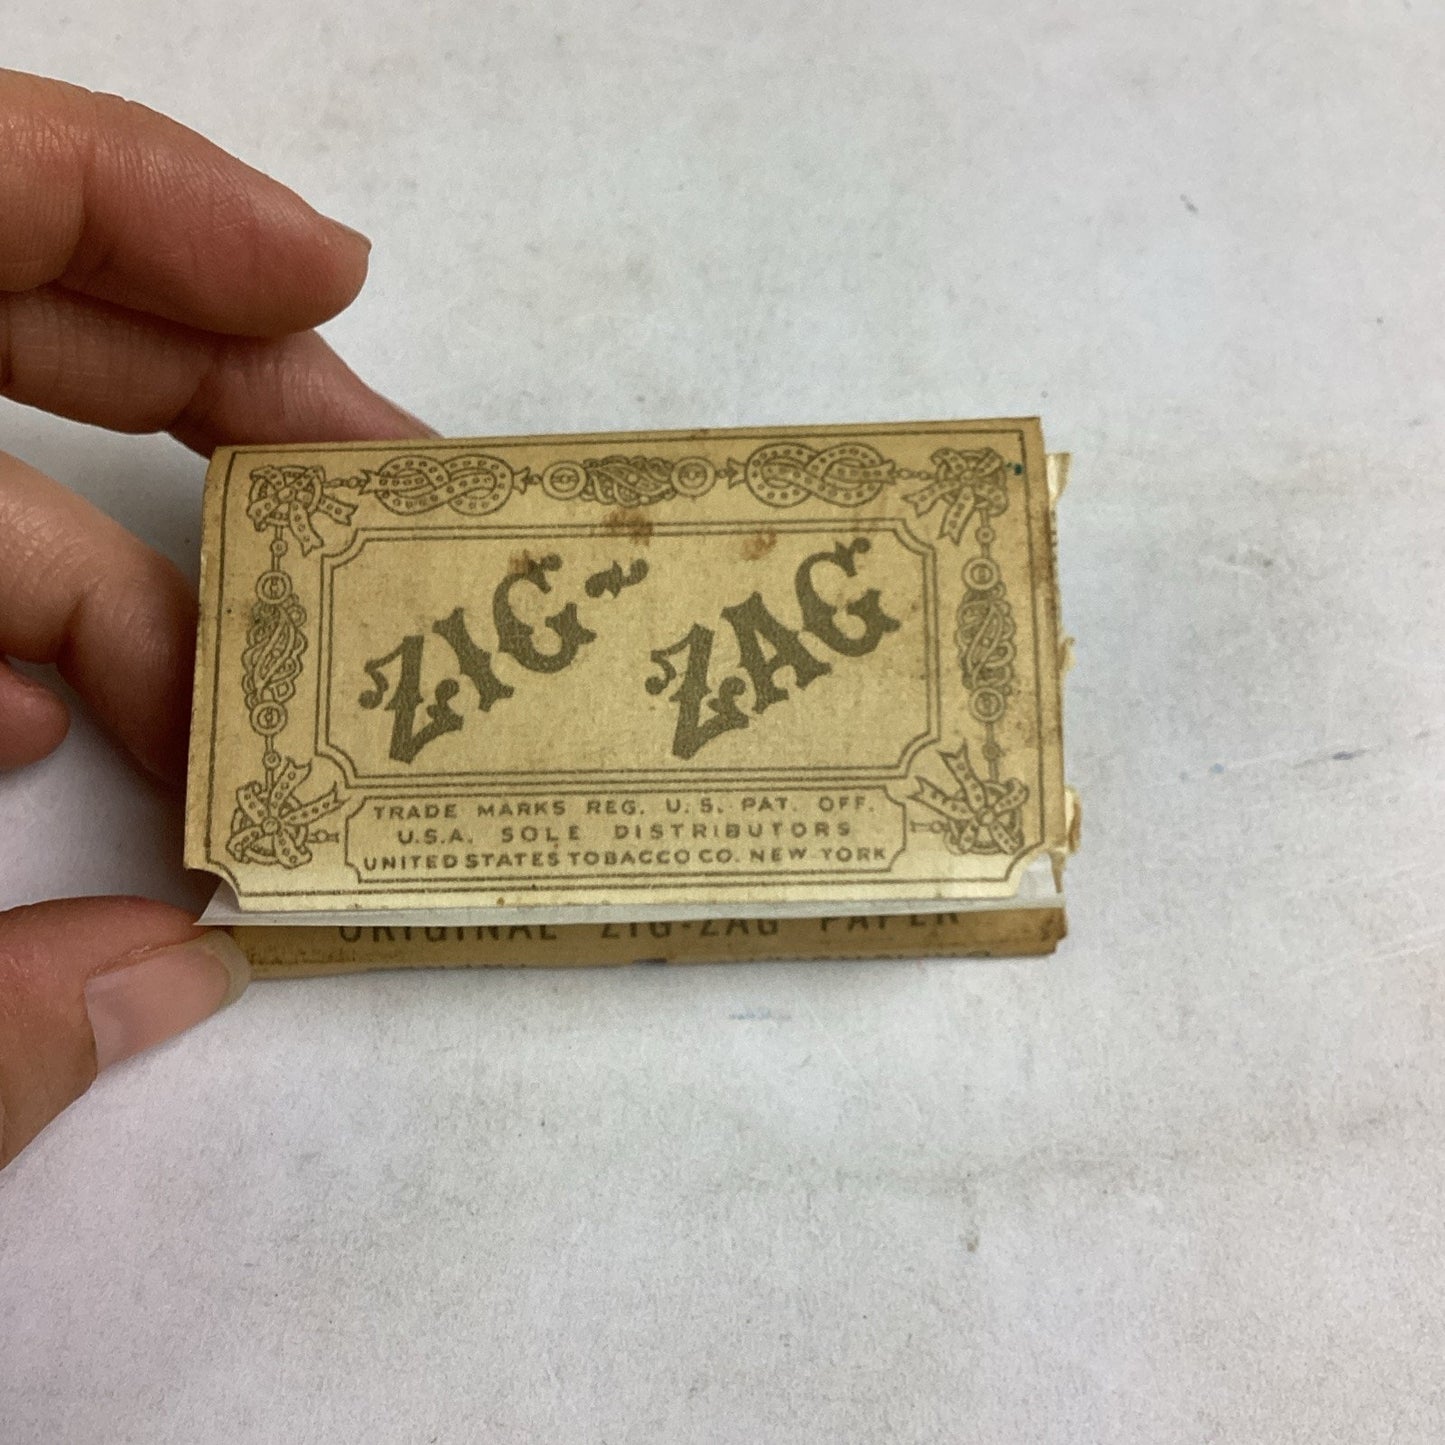 ZIG-ZAG
TRADE MARKS REG. U.S. PAT. OFF.
U.S.A. SOLE DISTRIBUTORS
UNITED STATES TOBACCO CO. NEW YORK
ORIGINAL ZIG-ZAG PAPER